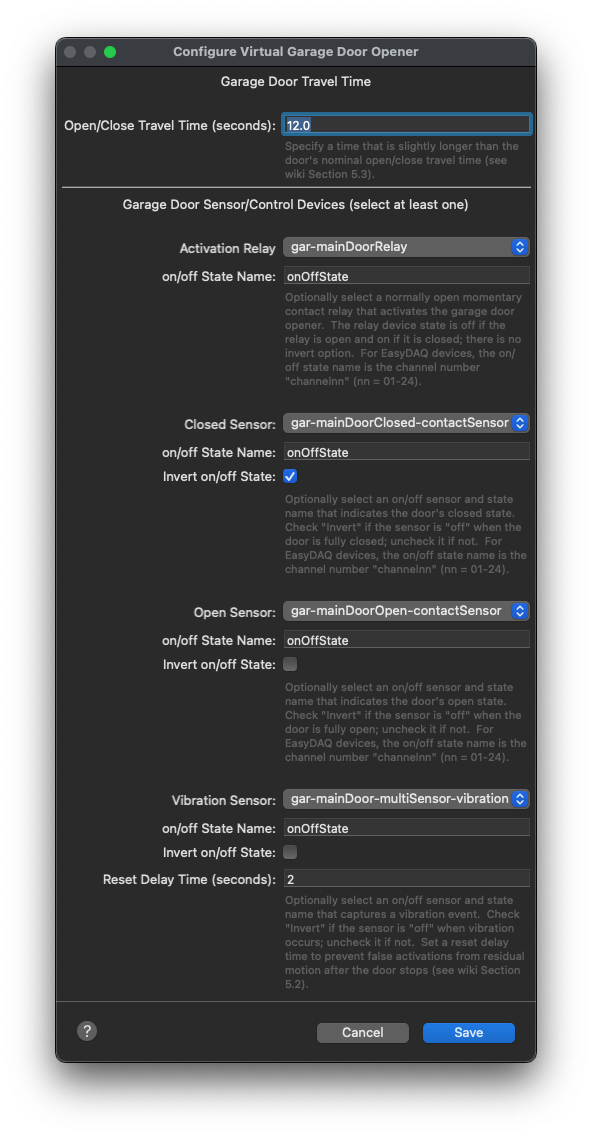 Configure Virtual Garage Door Opener
Garage Door Travel Time
Open/Close Travel Time (seconds): 12.0
Specify a time that is slightly longer than the
door's nominal open/close travel time (see
wiki Section 5.3).
Garage Door Sensor/Control Devices (select at least one)
Activation Relay gar-mainDoorRelay
on/off State Name: onOffState
Optionally select a normally open momentary
contact relay that activates the garage door
opener.  The relay device state is off if the
relay is open and on if it is closed; there is no
invert option.  For EasyDAQ devices, the on/
off state name is the channel number
"channelnn" (nn = 01-24).
Closed Sensor: gar-mainDoorClosed-contactSensor
on/off State Name: onOffState
Invert on/off State:
Optionally select an on/off sensor and state
name that indicates the door's closed state.
Check "Invert" if the sensor is "off" when the
door is fully closed; uncheck it if not.  For
EasyDAQ devices, the on/off state name is the
channel number "channelnn" (nn = 01-24).
Open Sensor: gar-mainDoorOpen-contactSensor
on/off State Name: onOffState
Invert on/off State:
Optionally select an on/off sensor and state
name that indicates the door's open state.
Check "Invert" if the sensor is "off" when the
door is fully open; uncheck it if not.  For
EasyDAQ devices, the on/off state name is the
channel number "channelnn" (nn = 01-24).
Vibration Sensor: gar-mainDoor-multiSensor-vibration
on/off State Name: onOffState
Invert on/off State:
Reset Delay Time (seconds): 2
Optionally select an on/off sensor and state
name that captures a vibration event.  Check
"Invert" if the sensor is "off" when vibration
occurs; uncheck it if not.  Set a reset delay
time to prevent false activations from residual
motion after the door stops (see wiki Section
5.2).
? Cancel Save